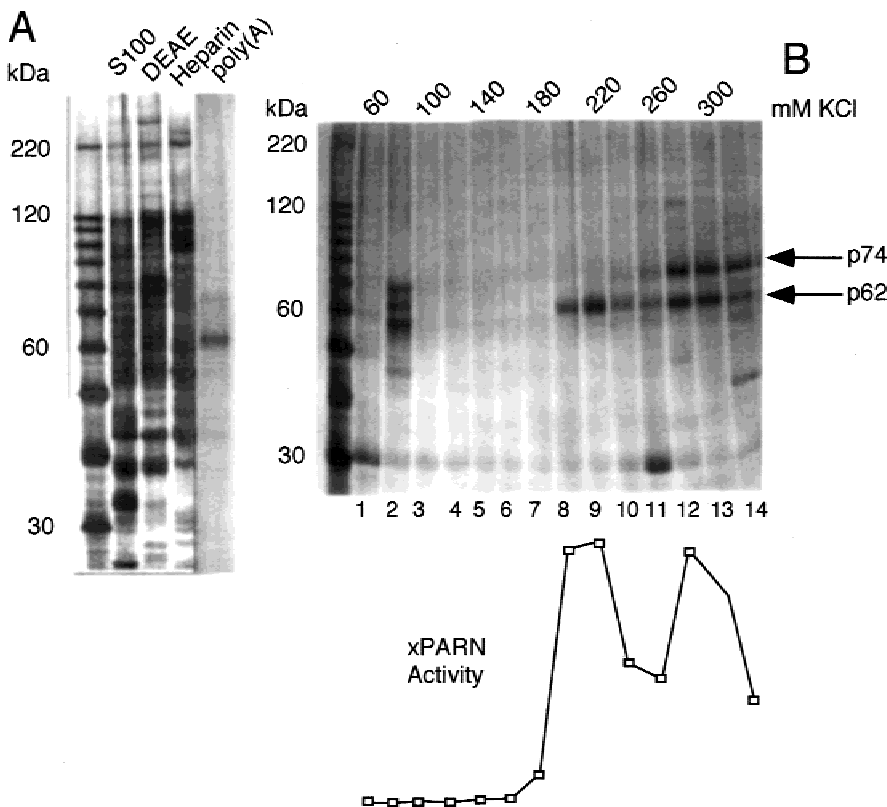 A
B
S100 DEAE Heparin poly(A)
kDa
220
120
60
30
kDa
60 100 140 180 220 260 300 mM KCl
220
120
60
30
p74
p62
1 2 3 4 5 6 7 8 9 10 11 12 13 14
xPARN
Activity